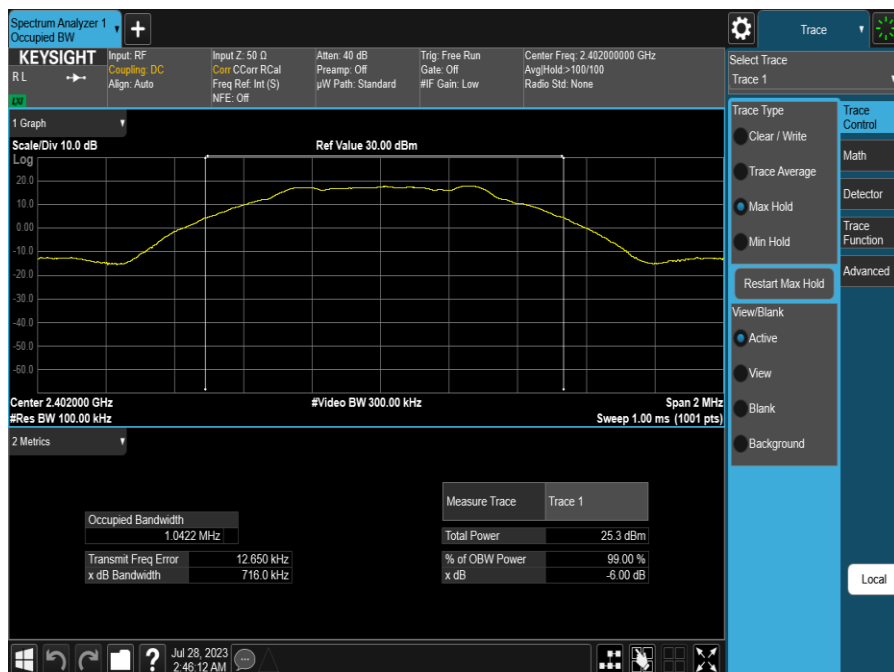 Spectrum Analyzer 1
Occupied BW
Trace
KEYSIGHT
R L
LXI
Input: RF
Coupling: DC
Align: Auto
Input Z: 50 Ω
Corr CCorr RCal
Freq Ref: Int (S)
NFE: Off
Atten: 40 dB
Preamp: Off
µW Path: Standard
Trig: Free Run
Gate: Off
#IF Gain: Low
Center Freq: 2.402000000 GHz
Avg|Hold:>100/100
Radio Std: None
Select Trace
Trace 1
1 Graph
Scale/Div 10.0 dB
Ref Value 30.00 dBm
Log
20.0
10.0
0.00
-10.0
-20.0
-30.0
-40.0
-50.0
-60.0
Center 2.402000 GHz
#Video BW 300.00 kHz
Span 2 MHz
#Res BW 100.00 kHz
Sweep 1.00 ms (1001 pts)
Trace Type
Clear / Write
Trace Average
Max Hold
Min Hold
Restart Max Hold
View/Blank
Active
View
Blank
Background
Trace
Control
Math
Detector
Trace
Function
Advanced
Local
2 Metrics
Occupied Bandwidth
1.0422 MHz
Transmit Freq Error 12.650 kHz
x dB Bandwidth 716.0 kHz
Measure Trace Trace 1
Total Power 25.3 dBm
% of OBW Power 99.00 %
x dB -6.00 dB
Jul 28, 2023
2:46:12 AM